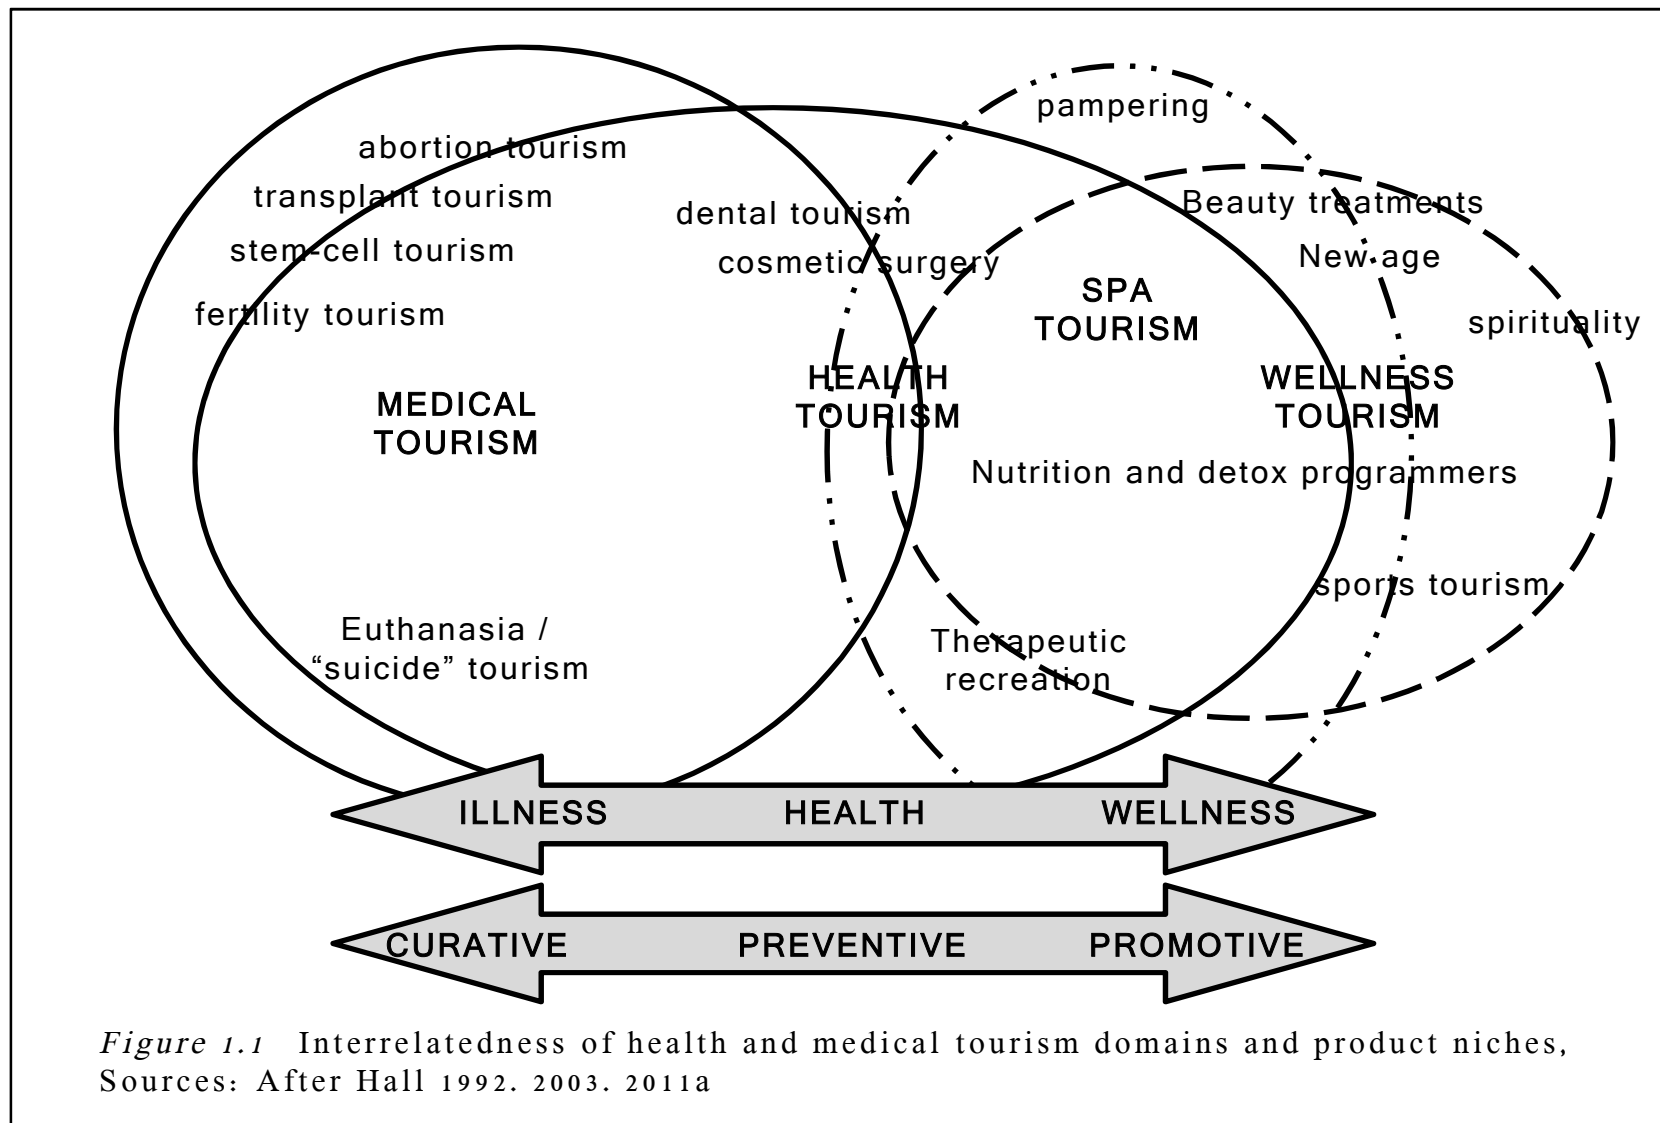 pampering
abortion tourism
transplant tourism
stem-cell tourism
fertility tourism
dental tourism
cosmetic surgery
Beauty treatments
New age
spirituality
SPA
TOURISM
HEALTH
TOURISM
WELLNESS
TOURISM
MEDICAL
TOURISM
Nutrition and detox programmers
sports tourism
Euthanasia /
“suicide” tourism
Therapeutic
recreation
ILLNESS HEALTH WELLNESS
CURATIVE PREVENTIVE PROMOTIVE
Figure 1.1 Interrelatedness of health and medical tourism domains and product niches,
Sources: After Hall 1992. 2003. 2011a